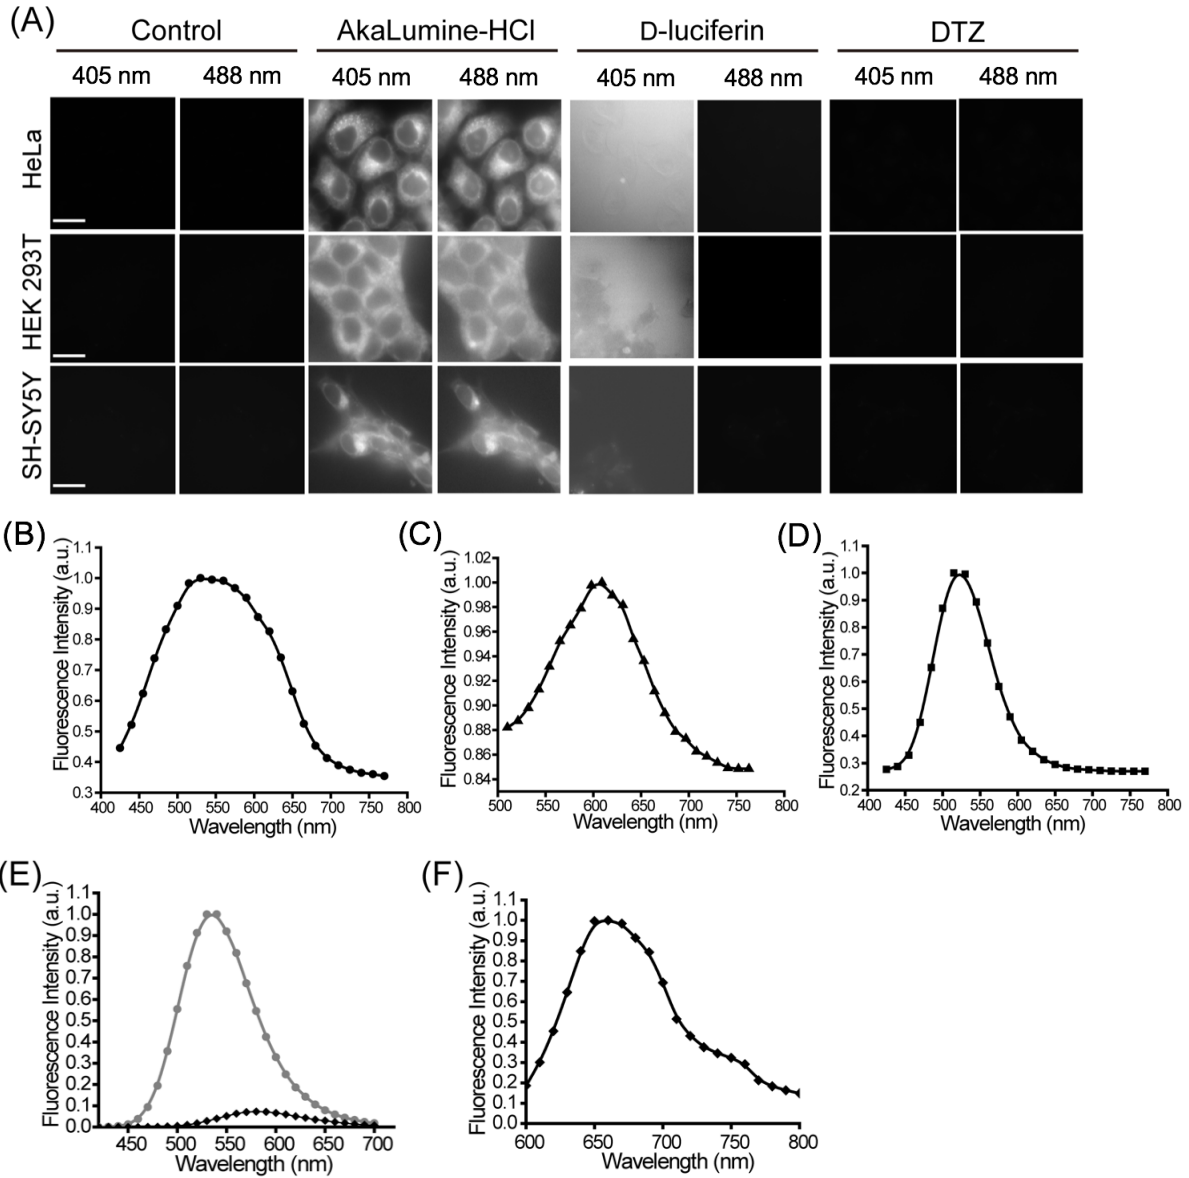 (A)
Control AkaLumine-HCl D-luciferin DTZ
405 nm 488 nm 405 nm 488 nm 405 nm 488 nm 405 nm 488 nm
HeLa
HEK 293T
SH-SY5Y
(B)
Fluorescence Intensity (a.u.)
1.1
1.0
0.9
0.8
0.7
0.6
0.5
0.4
0.3
400 450 500 550 600 650 700 750 800
Wavelength (nm)
(C)
Fluorescence Intensity (a.u.)
1.02
1.00
0.98
0.96
0.94
0.92
0.90
0.88
0.86
0.84
500 550 600 650 700 750 800
Wavelength (nm)
(D)
Fluorescence Intensity (a.u.)
1.1
1.0
0.9
0.8
0.7
0.6
0.5
0.4
0.3
0.2
400 450 500 550 600 650 700 750 800
Wavelength (nm)
(E)
Fluorescence Intensity (a.u.)
1.1
1.0
0.9
0.8
0.7
0.6
0.5
0.4
0.3
0.2
0.1
0.0
450 500 550 600 650 700
Wavelength (nm)
(F)
Fluorescence Intensity (a.u.)
1.1
1.0
0.9
0.8
0.7
0.6
0.5
0.4
0.3
0.2
0.1
0.0
600 650 700 750 800
Wavelength (nm)